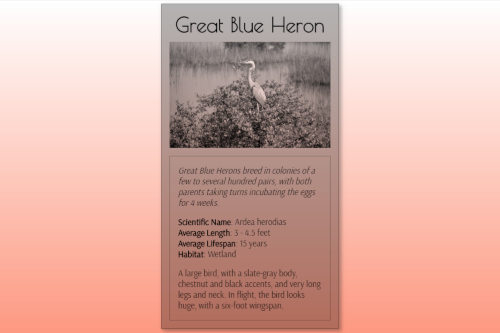 Great Blue Heron
Great Blue Herons breed in colonies of a
few to several hundred pairs, with both
parents taking turns incubating the eggs
for 4 weeks.
Scientific Name: Ardea herodias
Average Length: 3 - 4.5 feet
Average Lifespan: 15 years
Habitat: Wetland
A large bird, with a slate-gray body,
chestnut and black accents, and very long
legs and neck. In flight, the bird looks
huge, with a six-foot wingspan.